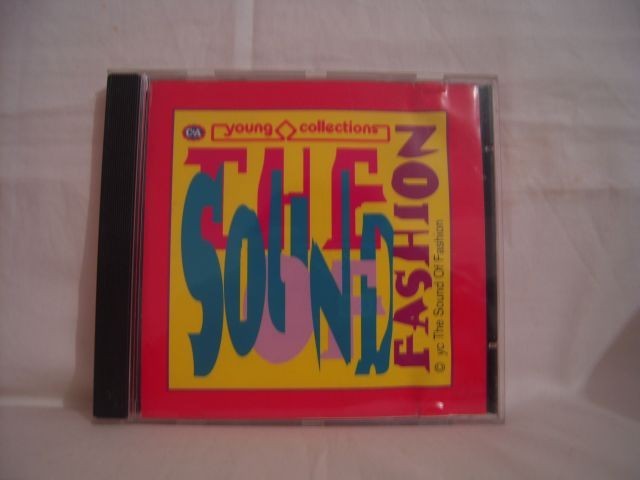 C&A
young collections
THE
SOUND
OF
FASHION
© yc The Sound Of Fashion